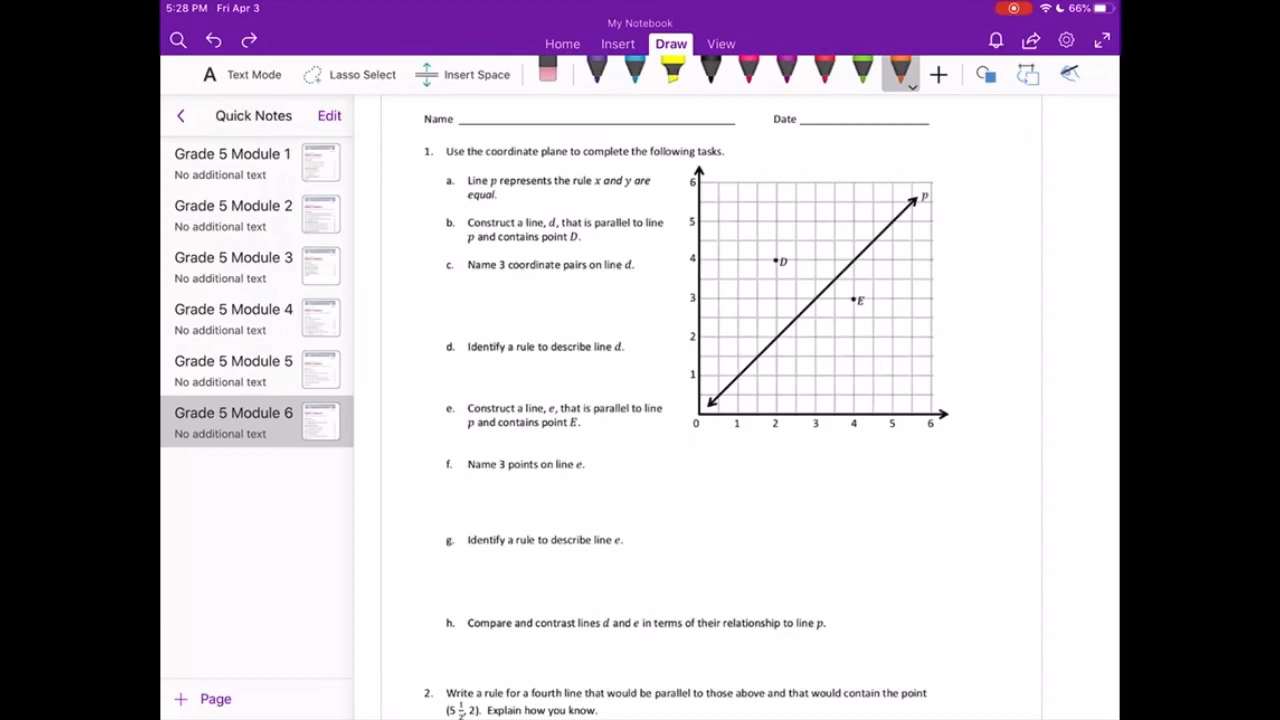 5:28 PM Fri Apr 3
66%
My Notebook
Home Insert Draw View
A Text Mode Lasso Select Insert Space
Quick Notes Edit
Grade 5 Module 1
No additional text
Grade 5 Module 2
No additional text
Grade 5 Module 3
No additional text
Grade 5 Module 4
No additional text
Grade 5 Module 5
No additional text
Grade 5 Module 6
No additional text
+ Page
Name ____ Date ____
1. Use the coordinate plane to complete the following tasks.
a. Line p represents the rule x and y are
equal.
b. Construct a line, d, that is parallel to line
p and contains point D.
c. Name 3 coordinate pairs on line d.
d. Identify a rule to describe line d.
e. Construct a line, e, that is parallel to line
p and contains point E.
f. Name 3 points on line e.
g. Identify a rule to describe line e.
h. Compare and contrast lines d and e in terms of their relationship to line p.
6
p
5
4
D
3
E
2
1
0 1 2 3 4 5 6
2. Write a rule for a fourth line that would be parallel to those above and that would contain the point
(5 1/2, 2). Explain how you know.